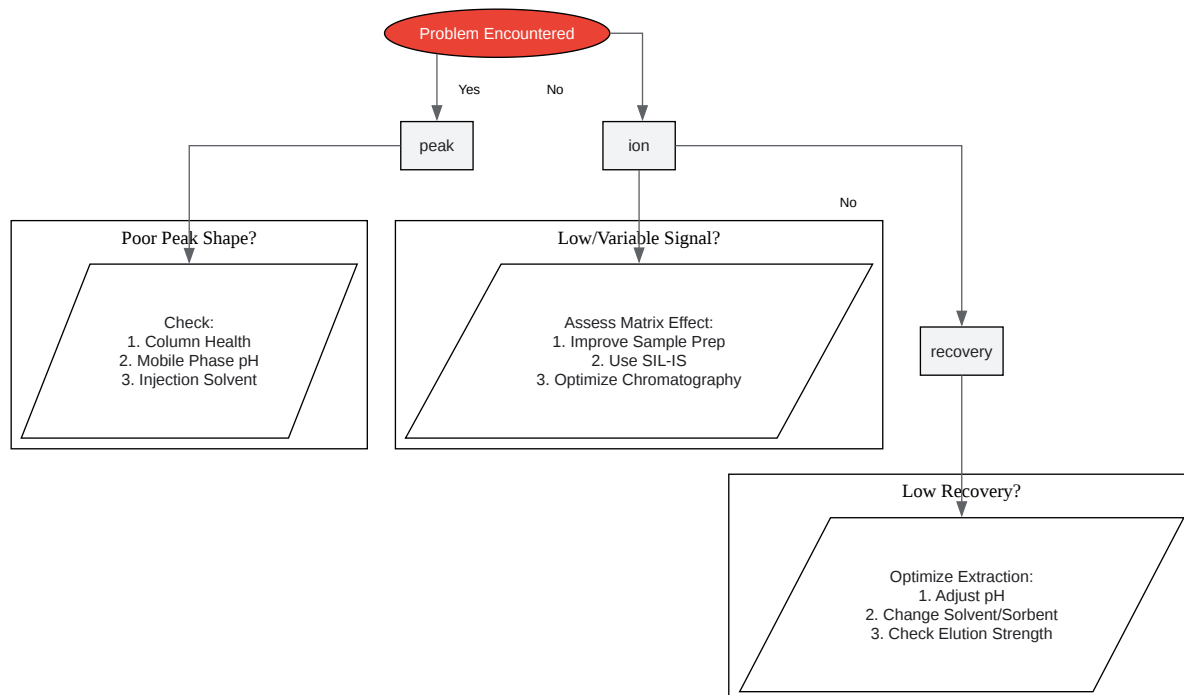 Problem Encountered
Yes
No
peak
ion
No
Poor Peak Shape?
Check:
1. Column Health
2. Mobile Phase pH
3. Injection Solvent
Low/Variable Signal?
Assess Matrix Effect:
1. Improve Sample Prep
2. Use SIL-IS
3. Optimize Chromatography
recovery
Low Recovery?
Optimize Extraction:
1. Adjust pH
2. Change Solvent/Sorbent
3. Check Elution Strength